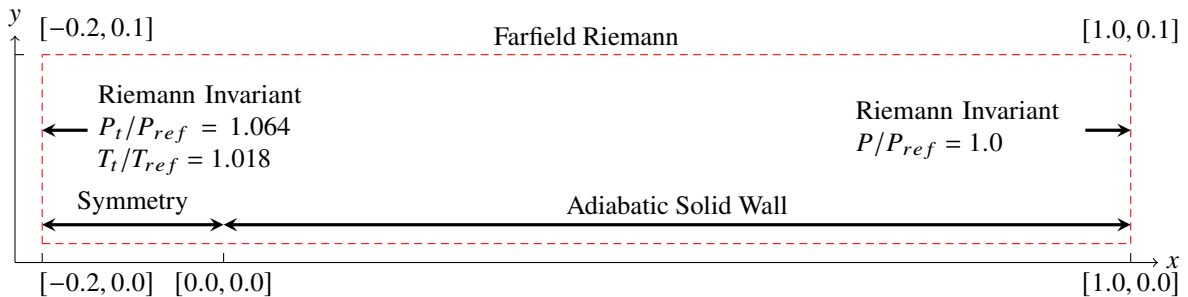 y
[−0.2, 0.1]
[1.0, 0.1]
Farfield Riemann
Riemann Invariant
P_t/P_ref = 1.064
T_t/T_ref = 1.018
Riemann Invariant
P/P_ref = 1.0
Symmetry
Adiabatic Solid Wall
x
[−0.2, 0.0]
[0.0, 0.0]
[1.0, 0.0]